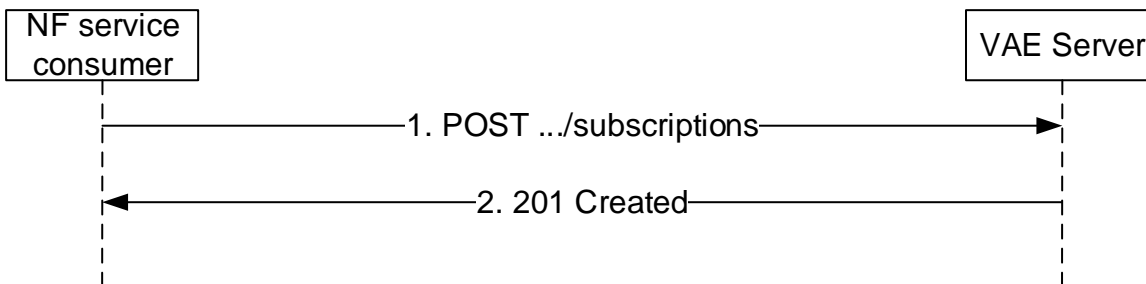 NF service
consumer
VAE Server
1. POST .../subscriptions
2. 201 Created